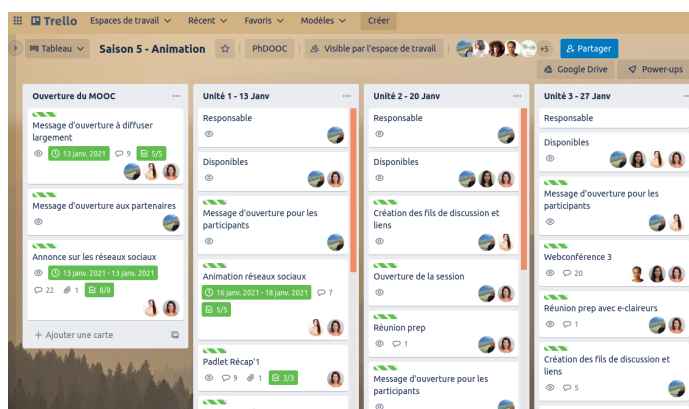 Trello
Espaces de travail
Récent
Favoris
Modèles
Créer
Tableau
Saison 5 - Animation
PhDOOC
Visible par l'espace de travail
+5
Partager
Google Drive
Power-ups
Ouverture du MOOC
Message d'ouverture à diffuser
largement
13 janv. 2021
9
5/5
Message d'ouverture aux partenaires
Annonce sur les réseaux sociaux
13 janv. 2021 - 13 janv. 2021
22
1
8/8
+ Ajouter une carte
Unité 1 - 13 Janv
Responsable
Disponibles
Message d'ouverture pour les
participants
Animation réseaux sociaux
16 janv. 2021 - 18 janv. 2021
7
5/5
Padlet Récap'1
9
1
3/3
Unité 2 - 20 Janv
Responsable
Disponibles
Création des fils de discussion et
liens
Ouverture de la session
Réunion prep
1
Message d'ouverture pour les
participants
Unité 3 - 27 Janv
Responsable
Disponibles
Message d'ouverture pour les
participants
Webconférence 3
20
Réunion prép avec e-claireurs
1
Création des fils de discussion et
liens
5